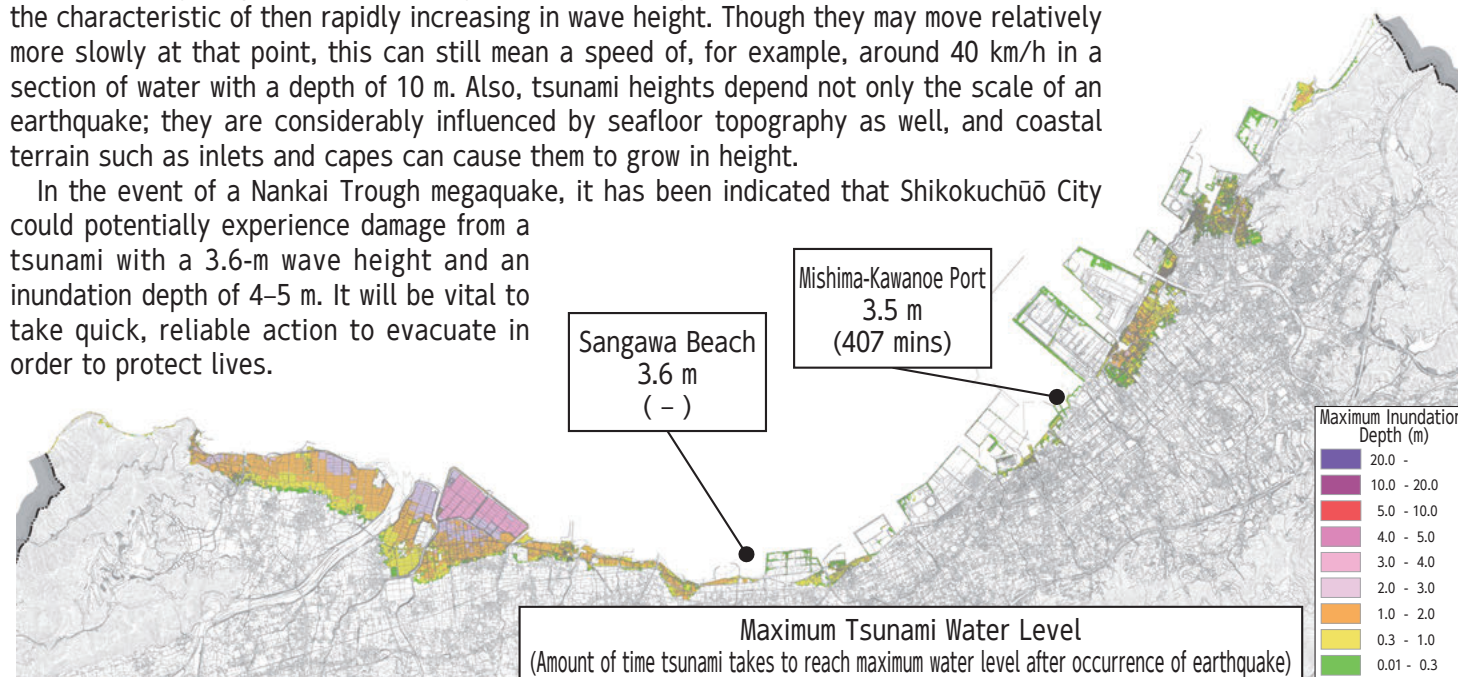 the characteristic of then rapidly increasing in wave height. Though they may move relatively
more slowly at that point, this can still mean a speed of, for example, around 40 km/h in a
section of water with a depth of 10 m. Also, tsunami heights depend not only the scale of an
earthquake; they are considerably influenced by seafloor topography as well, and coastal
terrain such as inlets and capes can cause them to grow in height.
In the event of a Nankai Trough megaquake, it has been indicated that Shikokuchūō City
could potentially experience damage from a
tsunami with a 3.6-m wave height and an
inundation depth of 4–5 m. It will be vital to
take quick, reliable action to evacuate in
order to protect lives.
Mishima-Kawanoe Port
3.5 m
(407 mins)
Sangawa Beach
3.6 m
( – )
Maximum Inundation
Depth (m)
20.0 -
10.0 - 20.0
5.0 - 10.0
4.0 - 5.0
3.0 - 4.0
2.0 - 3.0
1.0 - 2.0
0.3 - 1.0
0.01 - 0.3
Maximum Tsunami Water Level
(Amount of time tsunami takes to reach maximum water level after occurrence of earthquake)